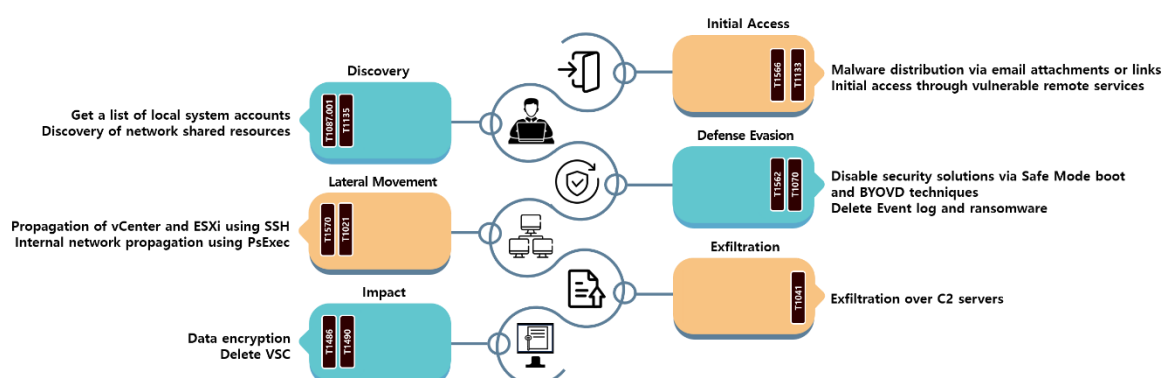 Initial Access
T1566
T1133
Malware distribution via email attachments or links
Initial access through vulnerable remote services
Discovery
T1087.001
T1135
Get a list of local system accounts
Discovery of network shared resources
Defense Evasion
T1562
T1070
Disable security solutions via Safe Mode boot
and BYOVD techniques
Delete Event log and ransomware
Lateral Movement
T1570
T1021
Propagation of vCenter and ESXi using SSH
Internal network propagation using PsExec
Exfiltration
T1041
Exfiltration over C2 servers
Impact
T1486
T1490
Data encryption
Delete VSC